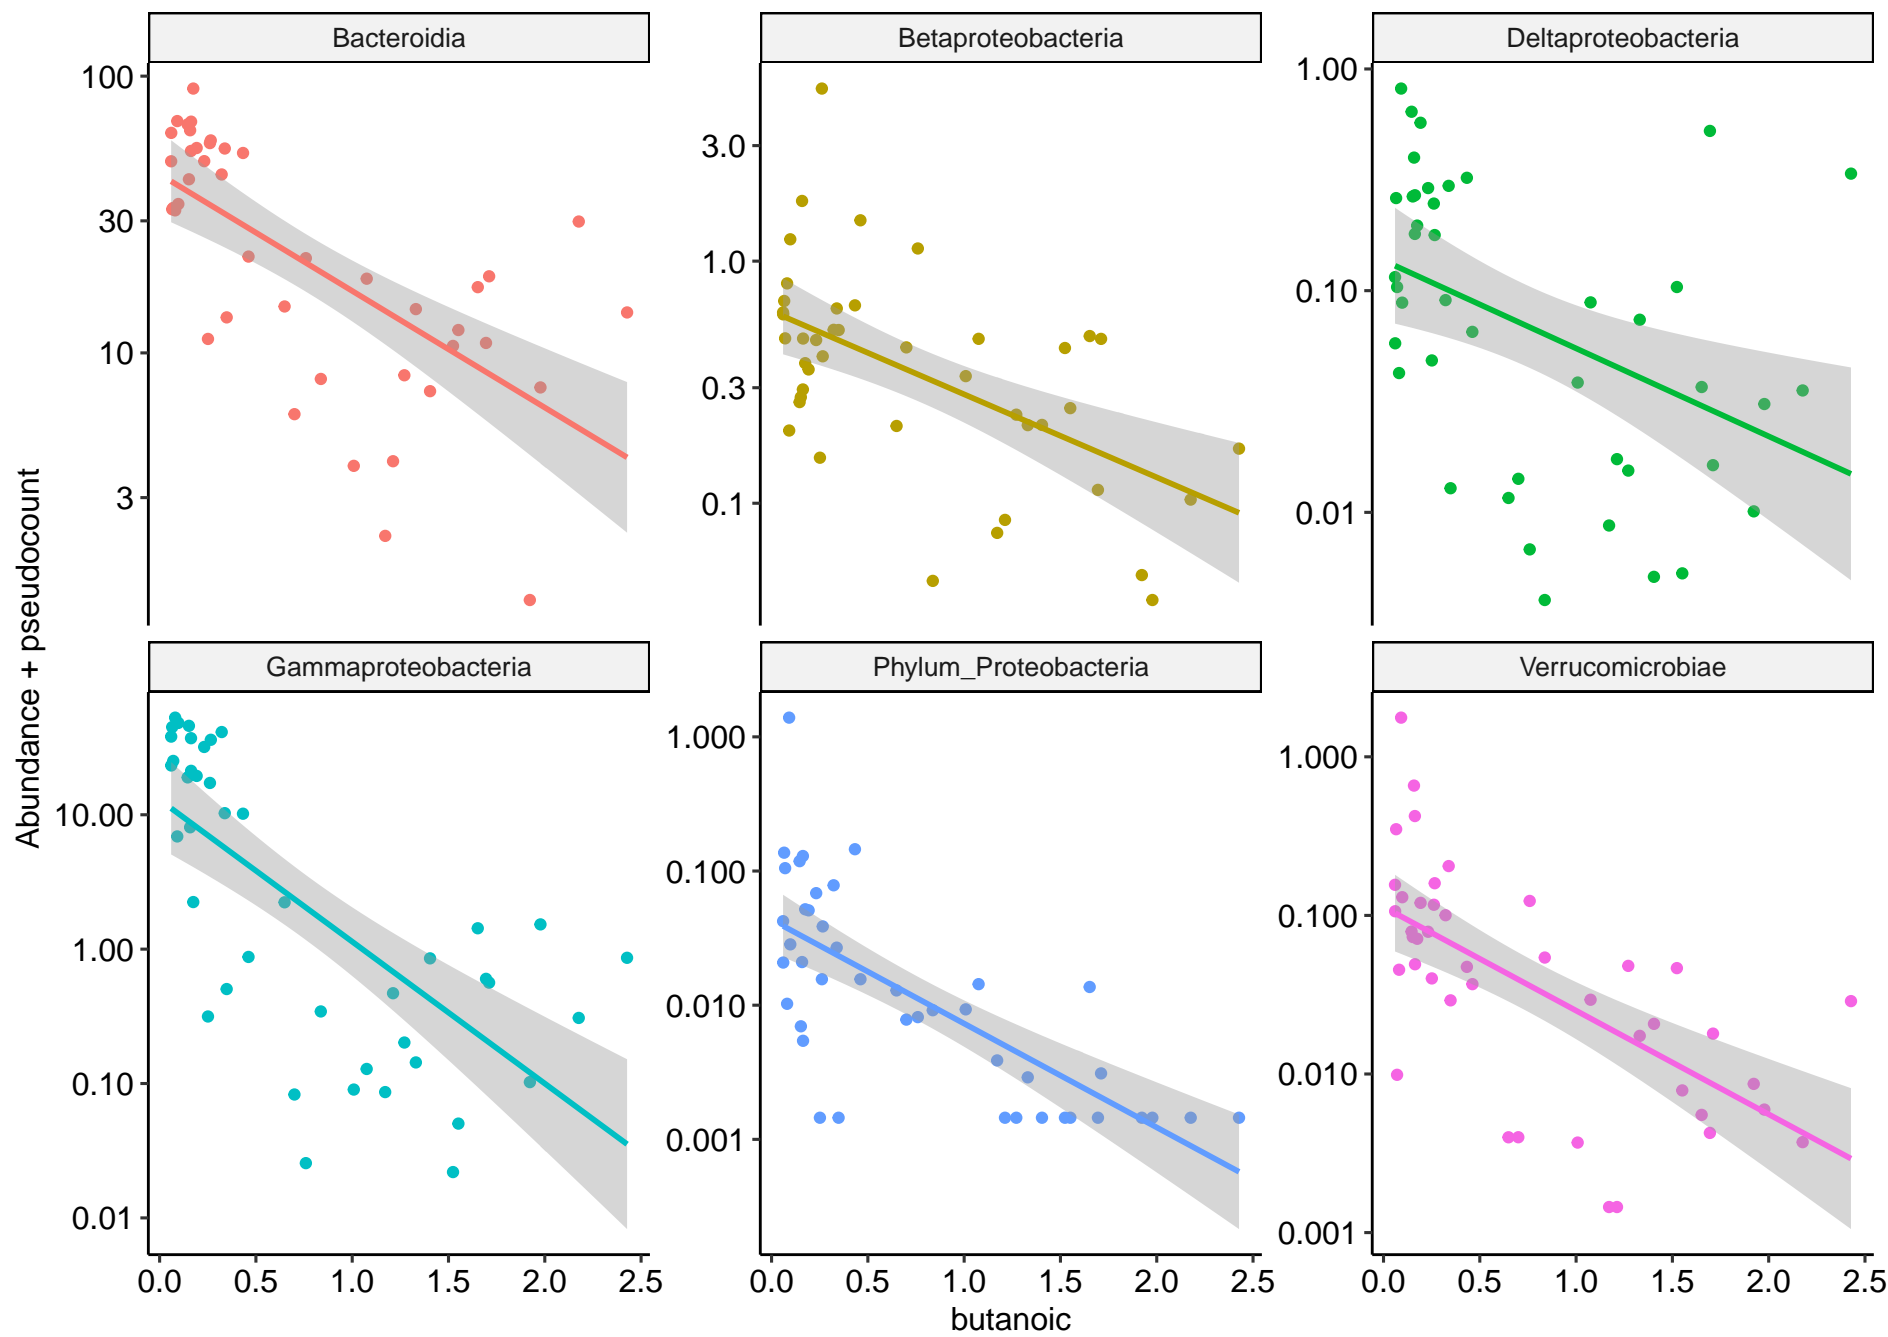 Bacteroidia
Betaproteobacteria
Deltaproteobacteria
100
30
10
3
3.0
1.0
0.3
0.1
1.00
0.10
0.01
Abundance + pseudocount
Gammaproteobacteria
Phylum_Proteobacteria
Verrucomicrobiae
10.00
1.00
0.10
0.01
1.000
0.100
0.010
0.001
1.000
0.100
0.010
0.001
0.0 0.5 1.0 1.5 2.0 2.5
0.0 0.5 1.0 1.5 2.0 2.5
0.0 0.5 1.0 1.5 2.0 2.5
butanoic